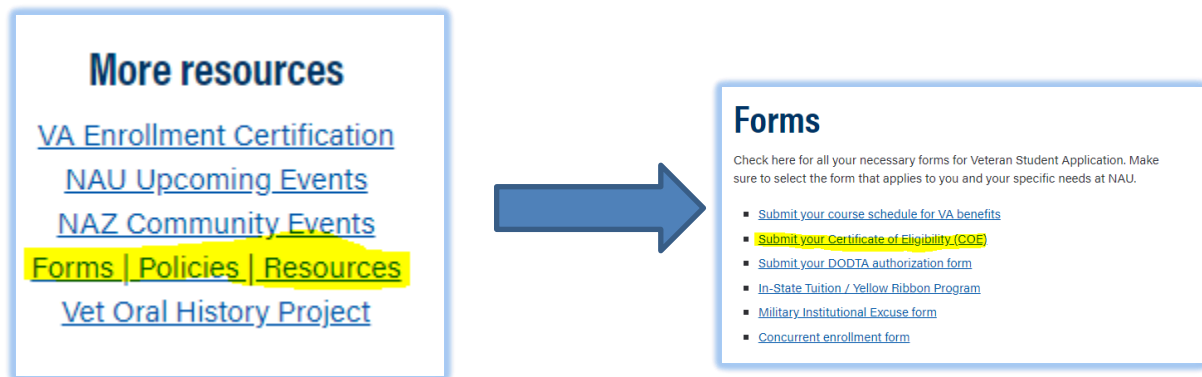 More resources
VA Enrollment Certification
NAU Upcoming Events
NAZ Community Events
Forms | Policies | Resources
Vet Oral History Project
Forms
Check here for all your necessary forms for Veteran Student Application. Make
sure to select the form that applies to you and your specific needs at NAU.
Submit your course schedule for VA benefits
Submit your Certificate of Eligibility (COE)
Submit your DODTA authorization form
In-State Tuition / Yellow Ribbon Program
Military Institutional Excuse form
Concurrent enrollment form